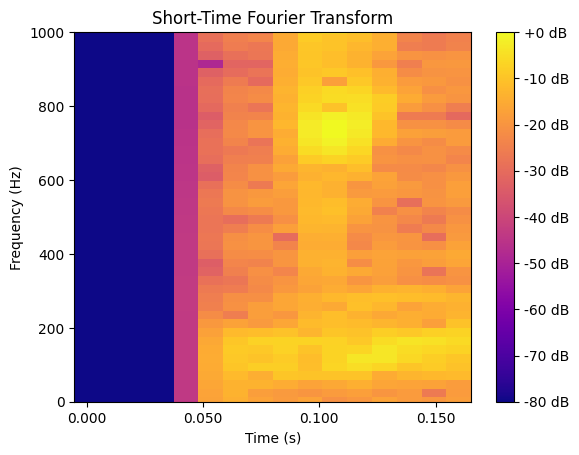 Short-Time Fourier Transform
1000
800
600
400
200
0
Frequency (Hz)
0.000
0.050
0.100
0.150
Time (s)
+0 dB
-10 dB
-20 dB
-30 dB
-40 dB
-50 dB
-60 dB
-70 dB
-80 dB